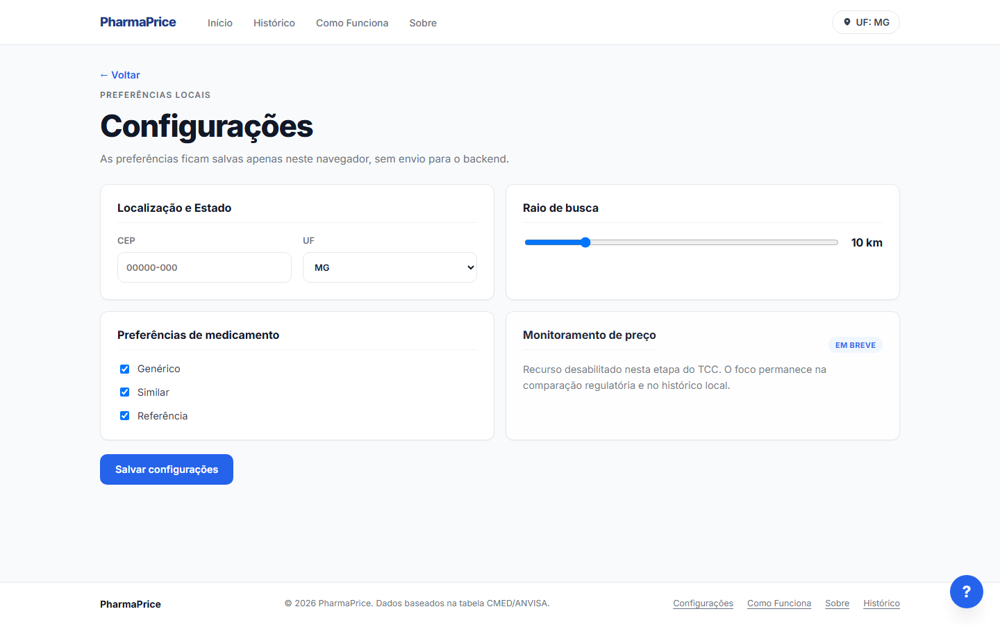 PharmaPrice
Início
Histórico
Como Funciona
Sobre
UF: MG
← Voltar
PREFERÊNCIAS LOCAIS
Configurações
As preferências ficam salvas apenas neste navegador, sem envio para o backend.
Localização e Estado
CEP
UF
00000-000
MG
Raio de busca
10 km
Preferências de medicamento
Genérico
Similar
Referência
Monitoramento de preço
EM BREVE
Recurso desabilitado nesta etapa do TCC. O foco permanece na
comparação regulatória e no histórico local.
Salvar configurações
PharmaPrice
© 2026 PharmaPrice. Dados baseados na tabela CMED/ANVISA.
Configurações
Como Funciona
Sobre
Histórico
?